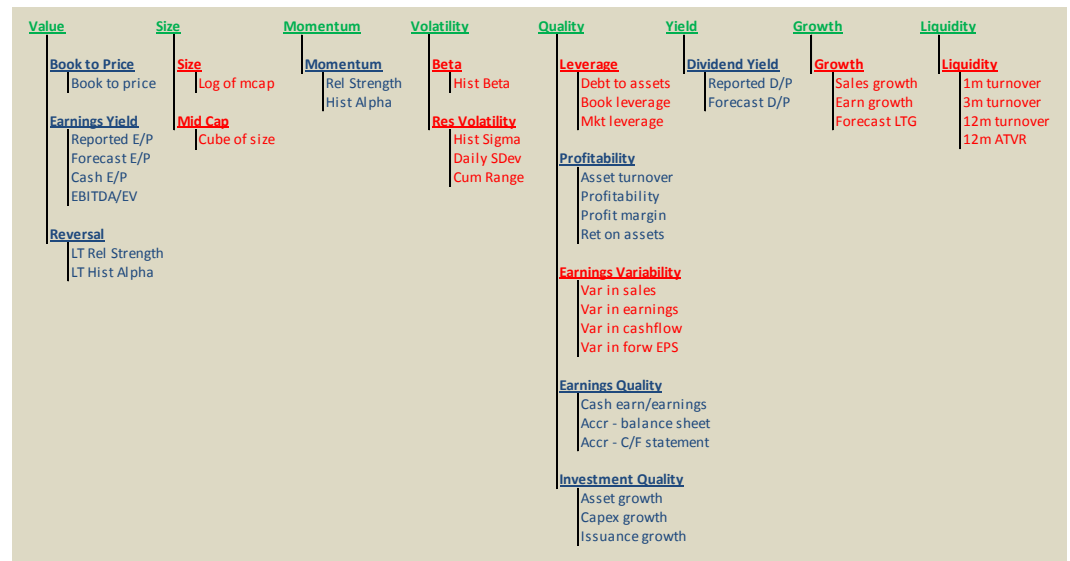 Value
Book to Price
Book to price
Earnings Yield
Reported E/P
Forecast E/P
Cash E/P
EBITDA/EV
Reversal
LT Rel Strength
LT Hist Alpha
Size
Size
Log of mcap
Mid Cap
Cube of size
Momentum
Momentum
Rel Strength
Hist Alpha
Volatility
Beta
Hist Beta
Res Volatility
Hist Sigma
Daily SDev
Cum Range
Quality
Leverage
Debt to assets
Book leverage
Mkt leverage
Profitability
Asset turnover
Profitability
Profit margin
Ret on assets
Earnings Variability
Var in sales
Var in earnings
Var in cashflow
Var in forw EPS
Earnings Quality
Cash earn/earnings
Accr - balance sheet
Accr - C/F statement
Investment Quality
Asset growth
Capex growth
Issuance growth
Yield
Dividend Yield
Reported D/P
Forecast D/P
Growth
Growth
Sales growth
Earn growth
Forecast LTG
Liquidity
Liquidity
1m turnover
3m turnover
12m turnover
12m ATVR